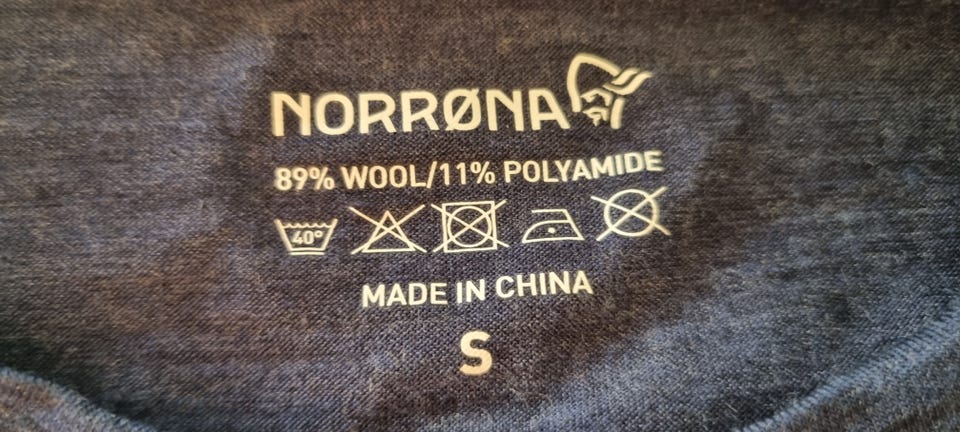 NORRØNA
89% WOOL/11% POLYAMIDE
40°
MADE IN CHINA
S